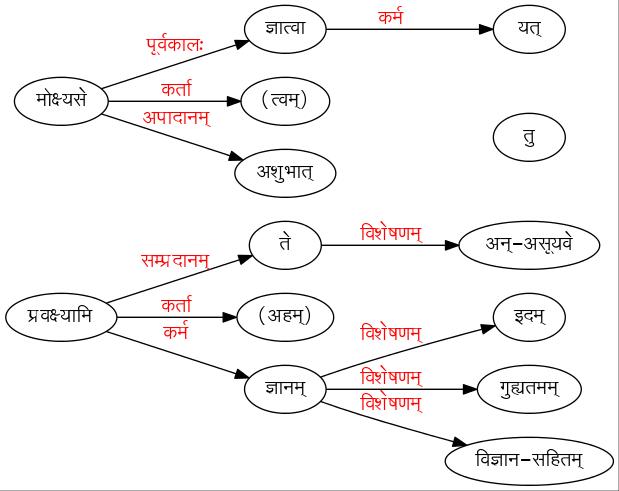 ज्ञात्वा कर्म यत्
पूर्वकालः
मोक्ष्यसे कर्ता (त्वम्)
अपादानम्
तु
अशुभात्
ते विशेषणम् अन्-असूयवे
सम्प्रदानम्
प्रवक्ष्यामि कर्ता (अहम्) इदम्
कर्म विशेषणम्
ज्ञानम् विशेषणम् गुह्यतमम्
विशेषणम्
विज्ञान-सहितम्